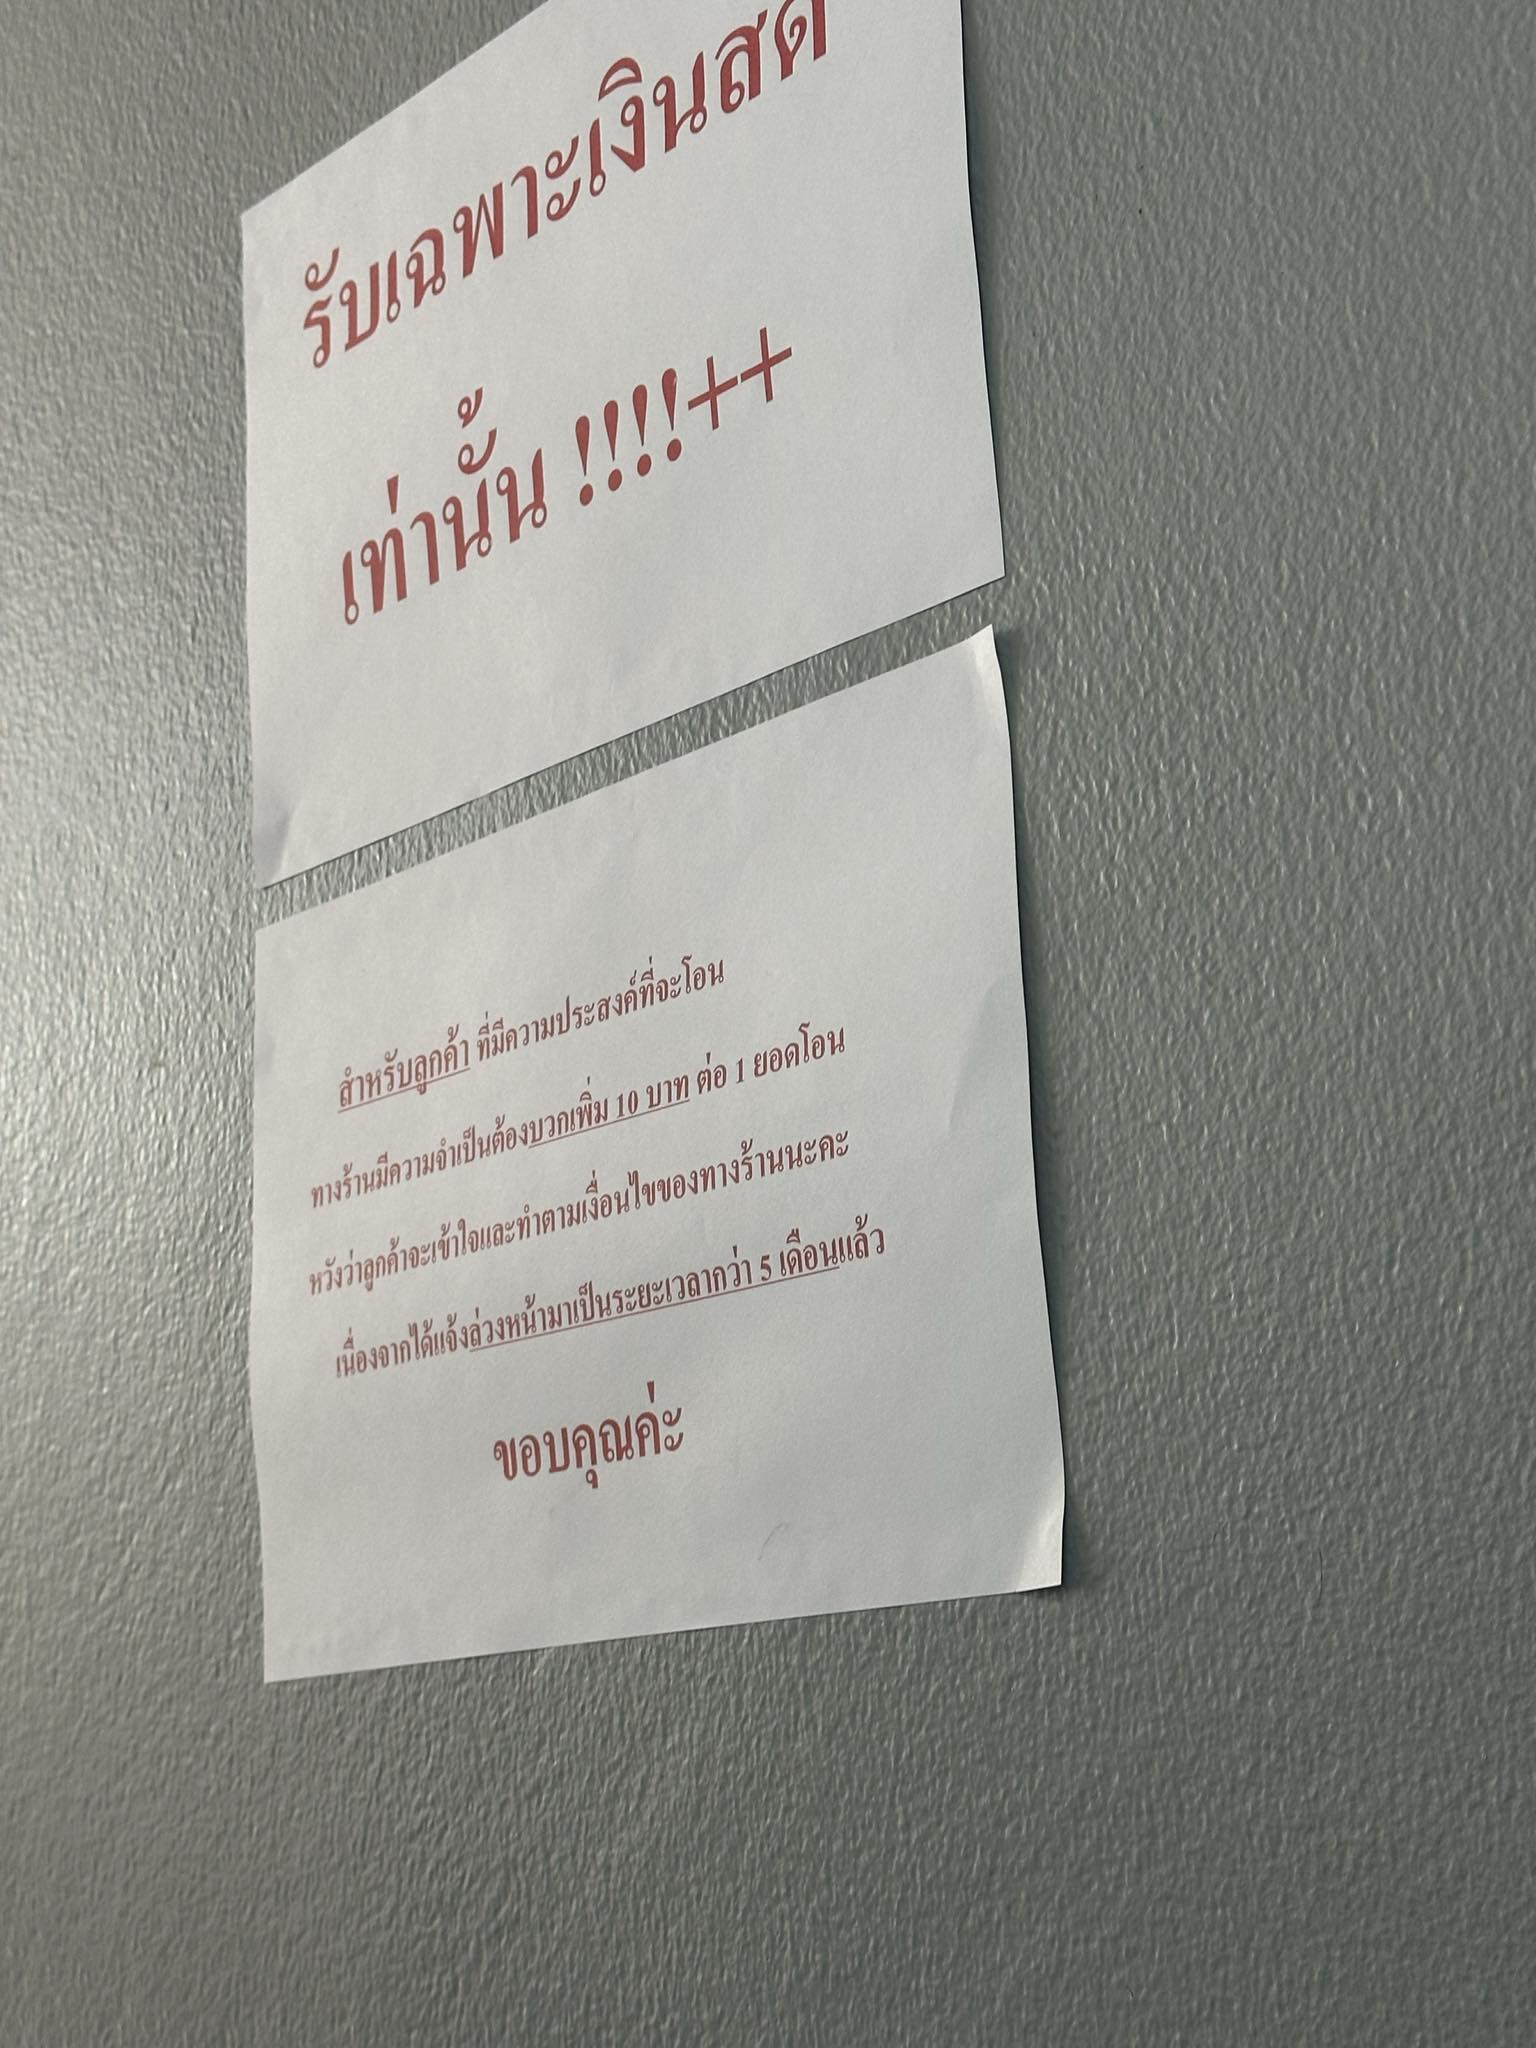 รับเฉพาะเงินสด
เท่านั้น !!!!++
สำหรับลูกค้า ที่มีความประสงค์ที่จะโอน
ทางร้านมีความจำเป็นต้องบวกเพิ่ม 10 บาท ต่อ 1 ยอดโอน
หวังว่าลูกค้าจะเข้าใจและทำตามเงื่อนไขของทางร้านนะคะ
เนื่องจากได้แจ้งล่วงหน้ามาเป็นระยะเวลากว่า 5 เดือนแล้ว
ขอบคุณค่ะ